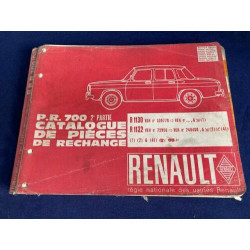 P.R. 700 2ᵉ PARTIE
CATALOGUE
DE PIÈCES
DE RECHANGE
R 1130
R 1132
RENAULT
régie nationale des usines Renault